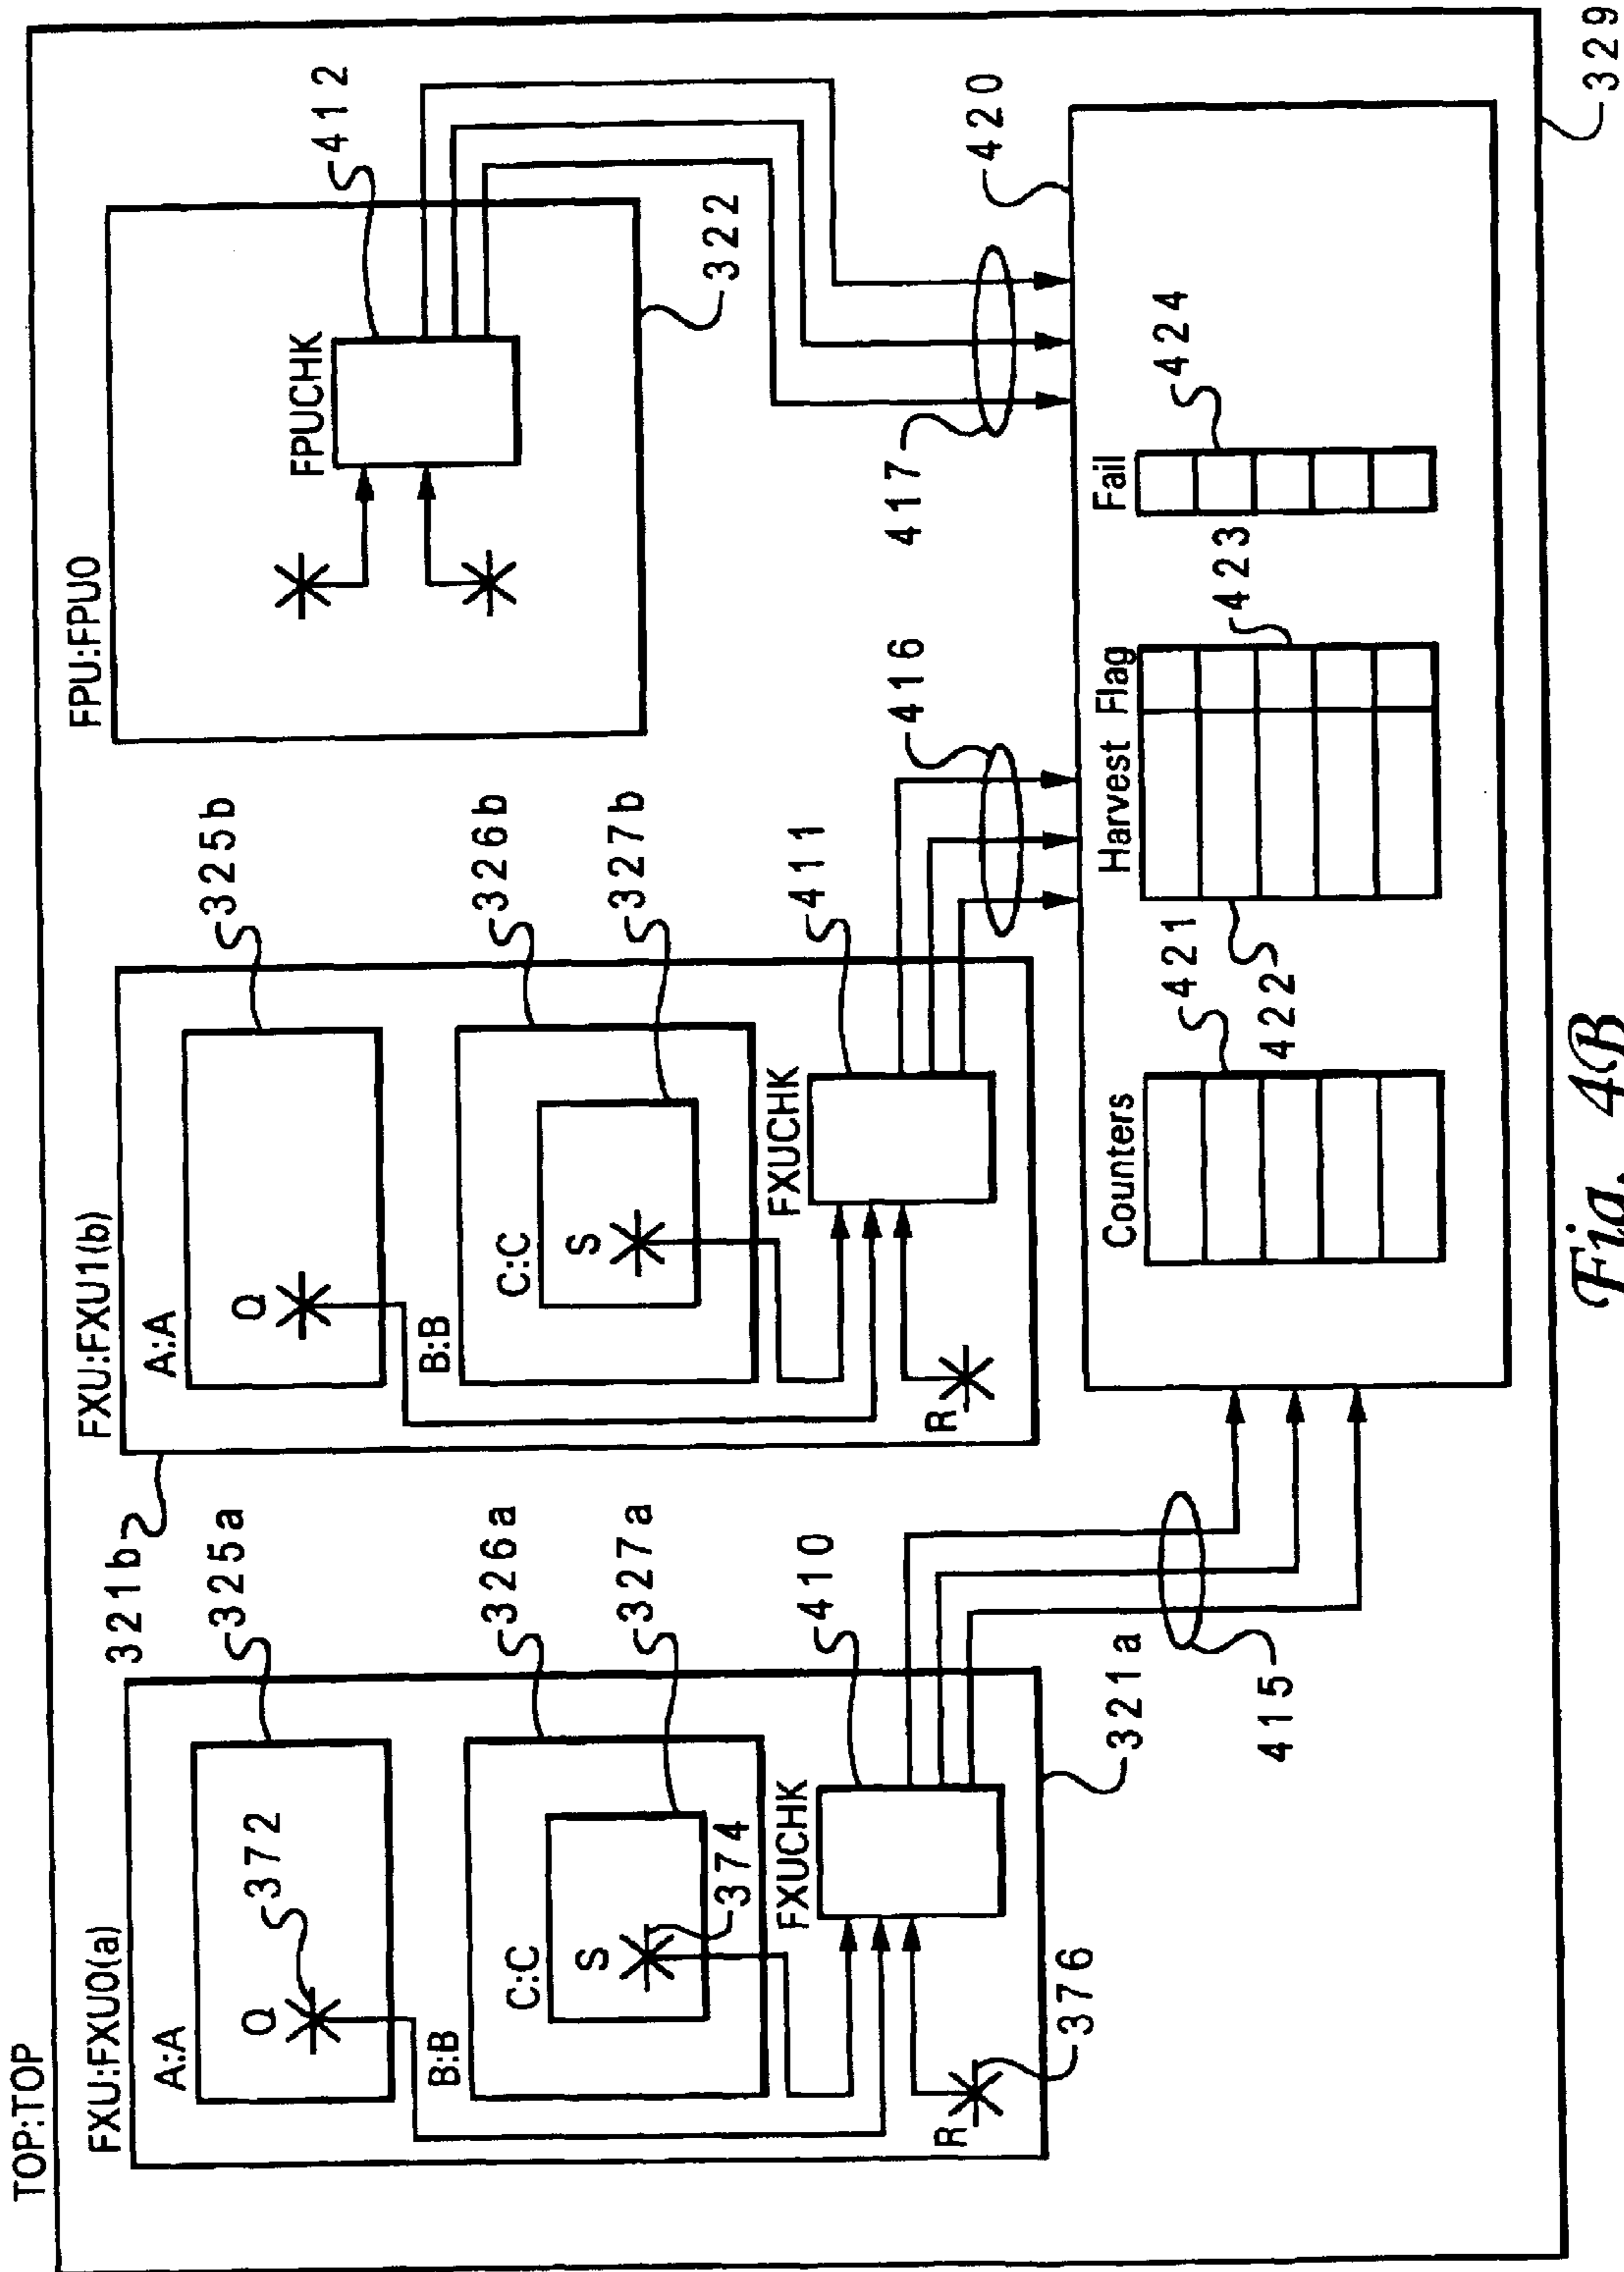 TOP:TOP
FXU:FXU0(a)
A:A
Q
372
325a
B:B
C:C
S
374
326a
327a
FXUCHK
410
R
376
321a
415
321b
FXU:FXU1(b)
A:A
Q
325b
B:B
C:C
S
326b
327b
FXUCHK
411
R
416
FPU:FPU0
FPUCHK
412
322
417
420
Counters
421
422
Harvest Flag
423
Fail
424
329
Fig. 4B